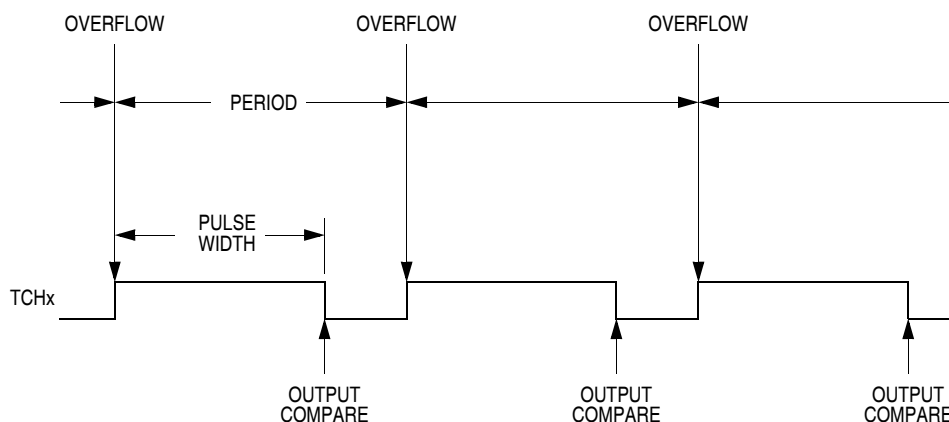 OVERFLOW
OVERFLOW
OVERFLOW
PERIOD
PULSE
WIDTH
TCHx
OUTPUT
COMPARE
OUTPUT
COMPARE
OUTPUT
COMPARE